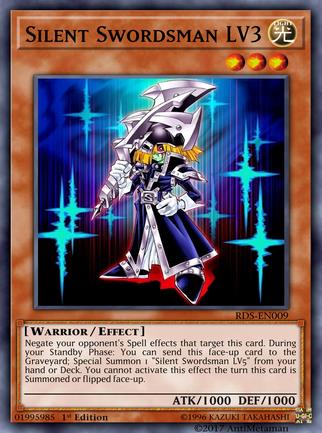 SILENT SWORDSMAN LV3
LIGHT
光
RDS-EN009
[WARRIOR / EFFECT]
Negate your opponent's Spell effects that target this card. During
your Standby Phase: You can send this face-up card to the
Graveyard; Special Summon 1 "Silent Swordsman LV5" from your
hand or Deck. You cannot activate this effect the turn this card is
Summoned or flipped face-up.
ATK/1000 DEF/1000
01995985 1st Edition ©1996 KAZUKI TAKAHASHI
©2017 AntiMetaman